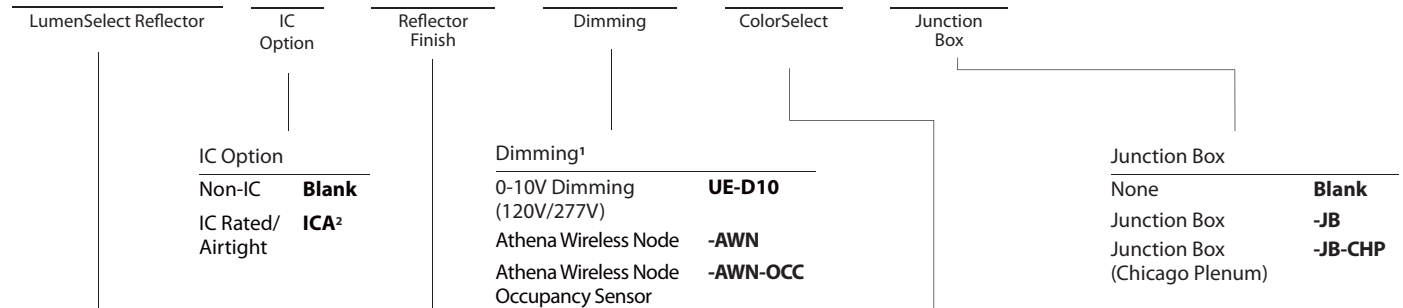 LumenSelect Reflector
IC
Option
Reflector
Finish
Dimming
ColorSelect
Junction
Box
IC Option
Non-IC Blank
IC Rated/ ICA²
Airtight
Dimming¹
0-10V Dimming UE-D10
(120V/277V)
Athena Wireless Node -AWN
Athena Wireless Node -AWN-OCC
Occupancy Sensor
Junction Box
None Blank
Junction Box -JB
Junction Box -JB-CHP
(Chicago Plenum)